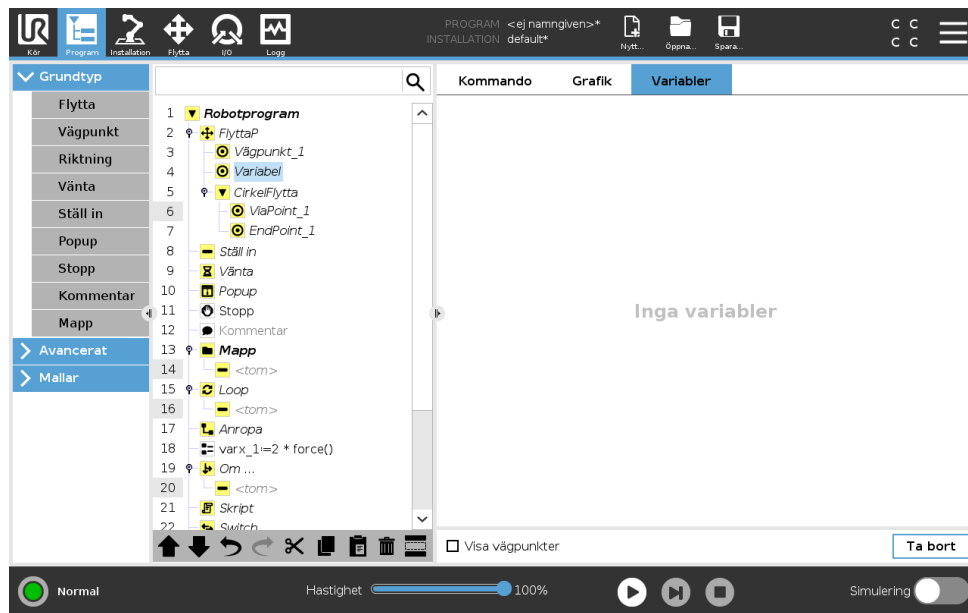 PROGRAM <ej namngiven>*
INSTALLATION default*
Kör
Program
Installation
Flytta
I/O
Logg
Nytt...
Öppna...
Spara...
C C
C C
Grundtyp
Flytta
Vägpunkt
Riktning
Vänta
Ställ in
Popup
Stopp
Kommentar
Mapp
Avancerat
Mallar
1 Robotprogram
2 FlyttaP
3 Vägpunkt_1
4 Variabel
5 CirkelFlytta
6 ViaPoint_1
7 EndPoint_1
8 Ställ in
9 Vänta
10 Popup
11 Stopp
12 Kommentar
13 Mapp
14 <tom>
15 Loop
16 <tom>
17 Anropa
18 varx_1:=2 * force()
19 Om ...
20 <tom>
21 Skript
22 Switch
Kommando
Grafik
Variabler
Inga variabler
Visa vägpunkter
Ta bort
Normal
Hastighet
100%
Simulering